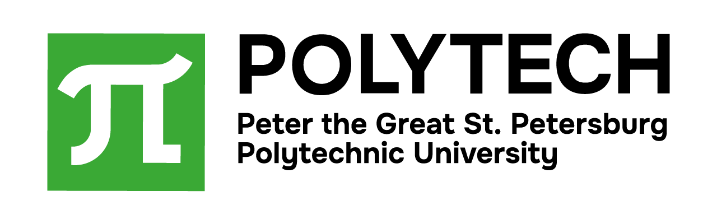 POLYTECH
Peter the Great St. Petersburg
Polytechnic University